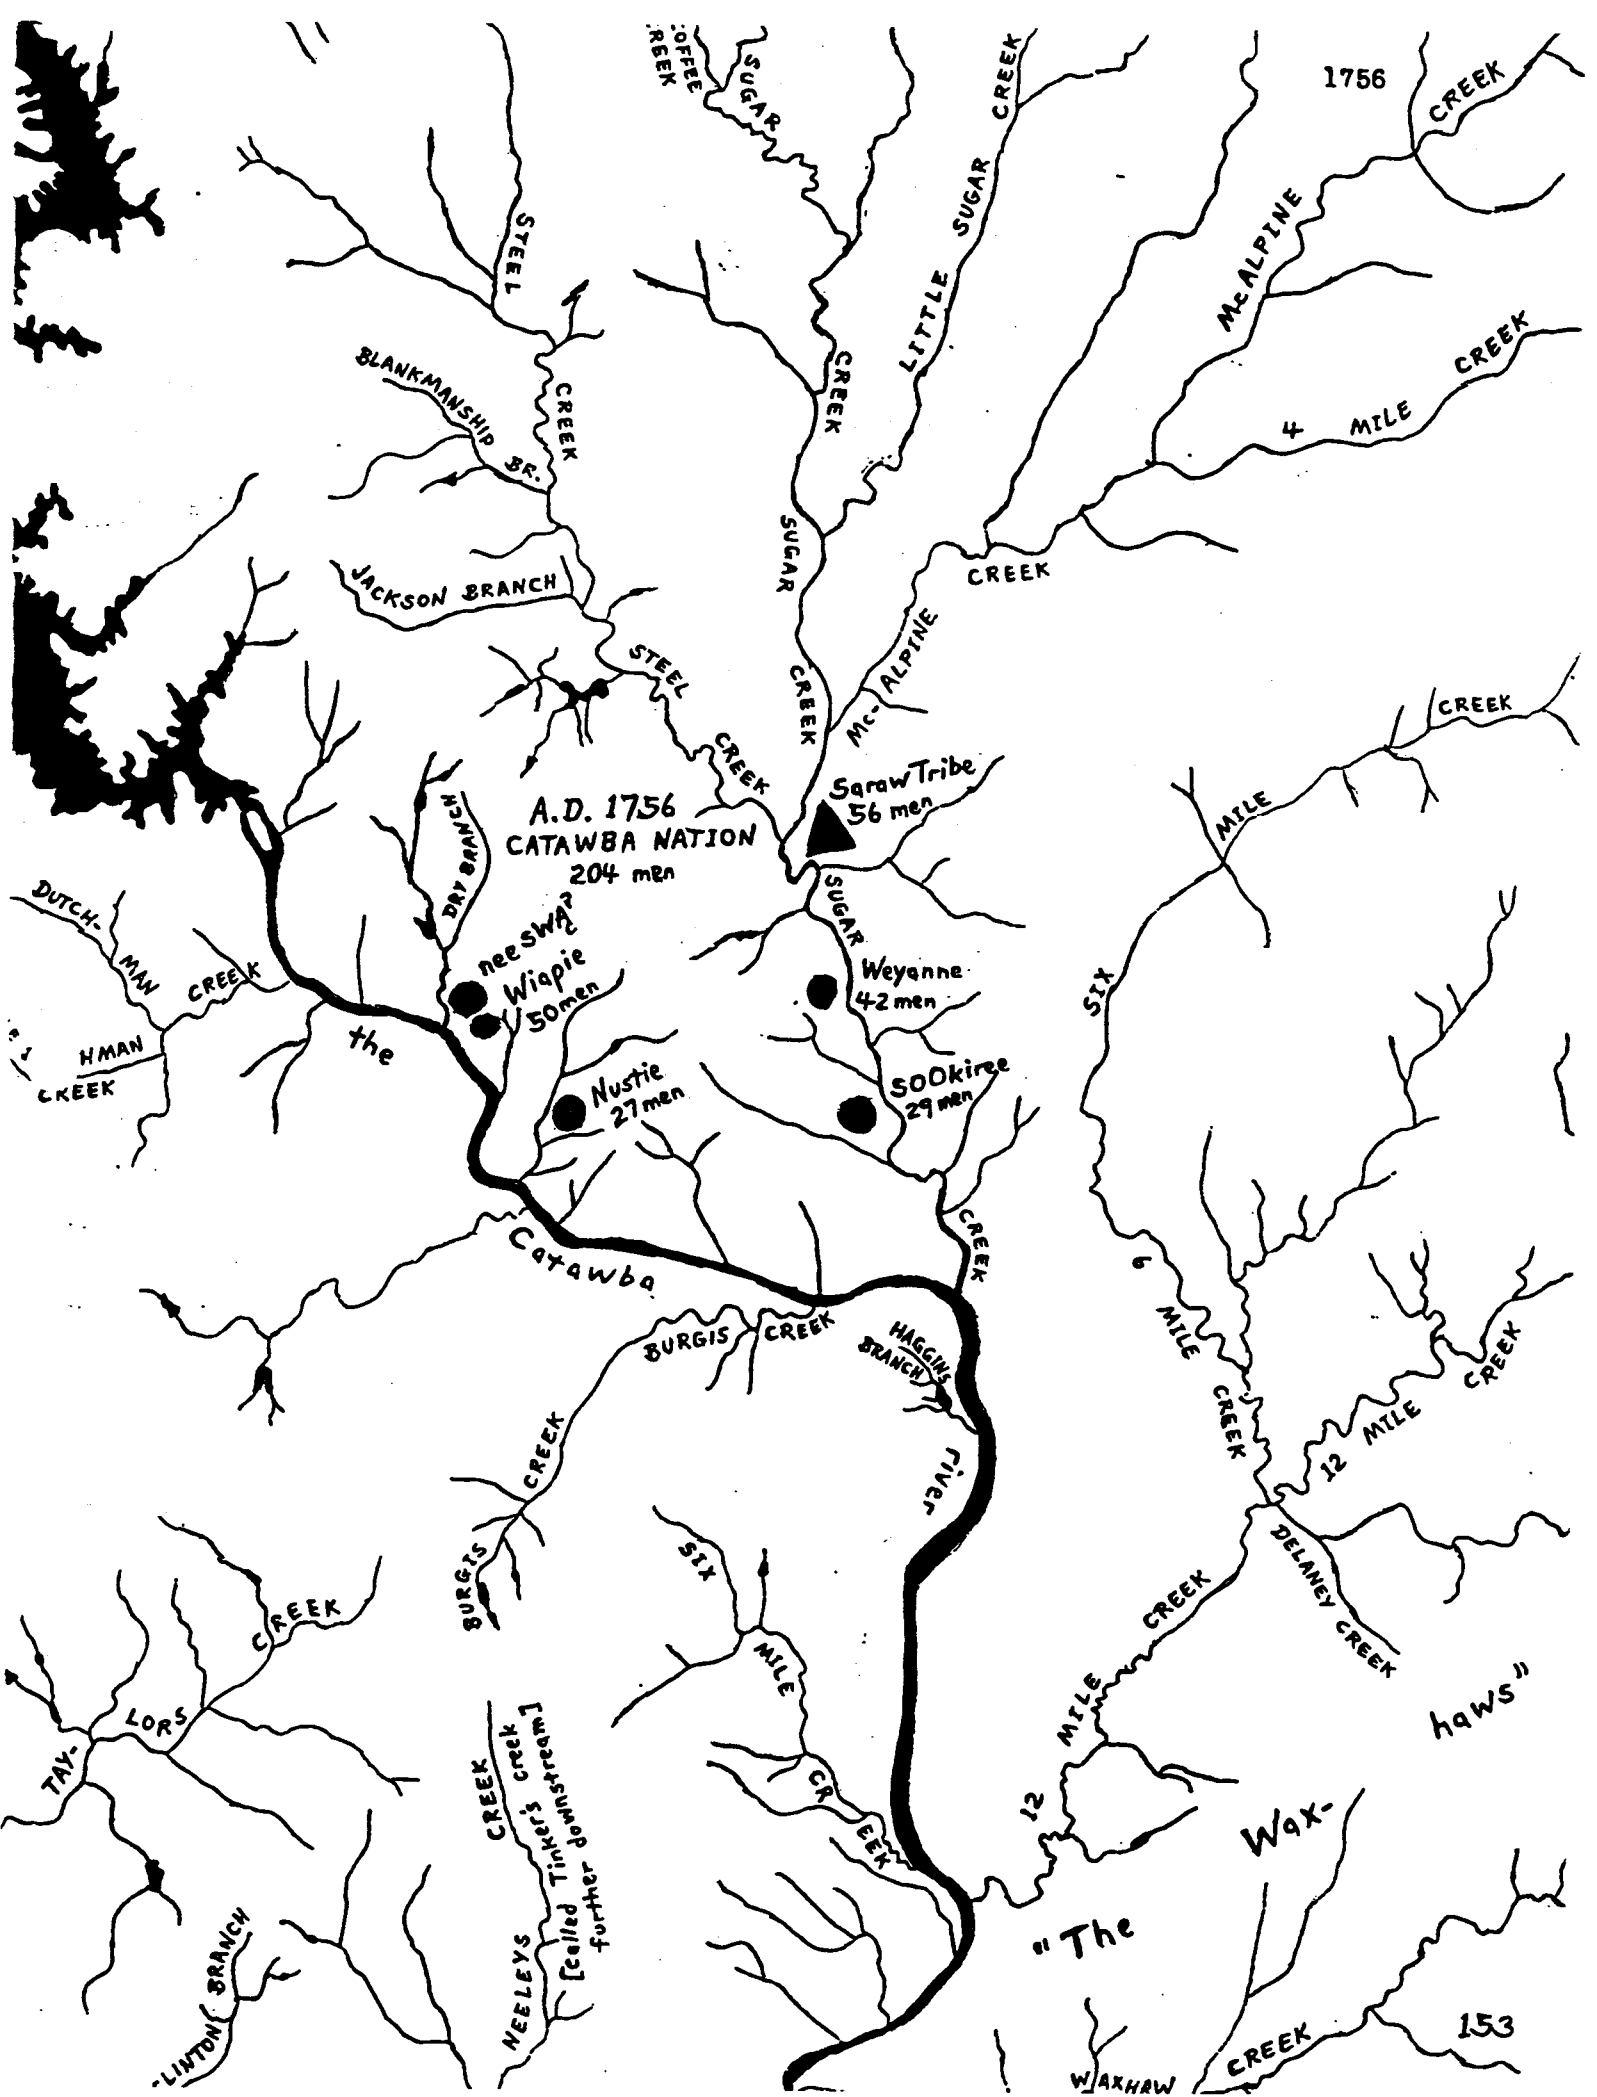 COFFEE
CREEK
SUGAR
CREEK
LITTLE SUGAR CREEK
1756
McALPINE CREEK
4 MILE CREEK
STEEL
CREEK
BLANKMANSHIP
BR.
JACKSON BRANCH
STEEL
CREEK
SUGAR
CREEK
Mc-ALPINE
CREEK
SIX MILE CREEK
Saraw Tribe
56 men
A.D. 1756
CATAWBA NATION
204 men
DRY BRANCH
DUTCH-
MAN
CREEK
HMAN
CREEK
neeSWA?
Wiapie
50 men
SUGAR
Weyanne
42 men
Nustie
27 men
SOOkiree
29 men
CREEK
the
Catawba
river
BURGIS CREEK
HAGGINS
BRANCH
6
MILE
CREEK
12 MILE CREEK
CREEK
BURGIS
DELANEY
CREEK
SIX
MILE
CR
EEK
CREEK
LORS
TAY-
CREEK
NEELEYS
[called Tinker's creek
further downstream]
LINTON BRANCH
12 MILE CREEK
"The
Wax-
haws"
WAXHAW
CREEK
153